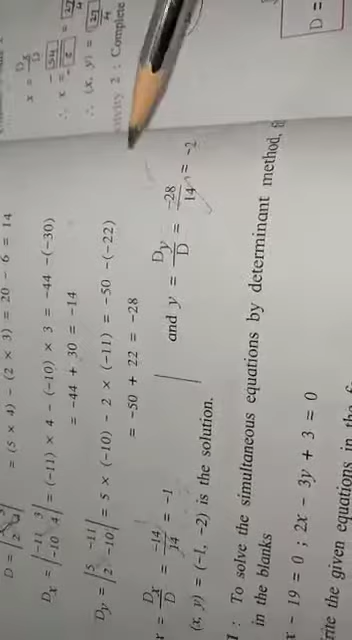 x = Dx/D
∴ x =
∴ (x, y) =
2 : Complete
D =
= (5 × 4) − (2 × 3) = 20 − 6 = 14
Dx = |−11 3; −10 4| = (−11) × 4 − (−10) × 3 = −44 −(−30)
= −44 + 30 = −14
Dy = |5 −11; 2 −10| = 5 × (−10) − 2 × (−11) = −50 −(−22)
= −50 + 22 = −28
x = Dx/D = −14/14 = −1 and y = Dy/D = −28/14 = −2
(x, y) = (−1, −2) is the solution.
: To solve the simultaneous equations by determinant method,
in the blanks
− 19 = 0 ; 2x − 3y + 3 = 0
the given equations in the